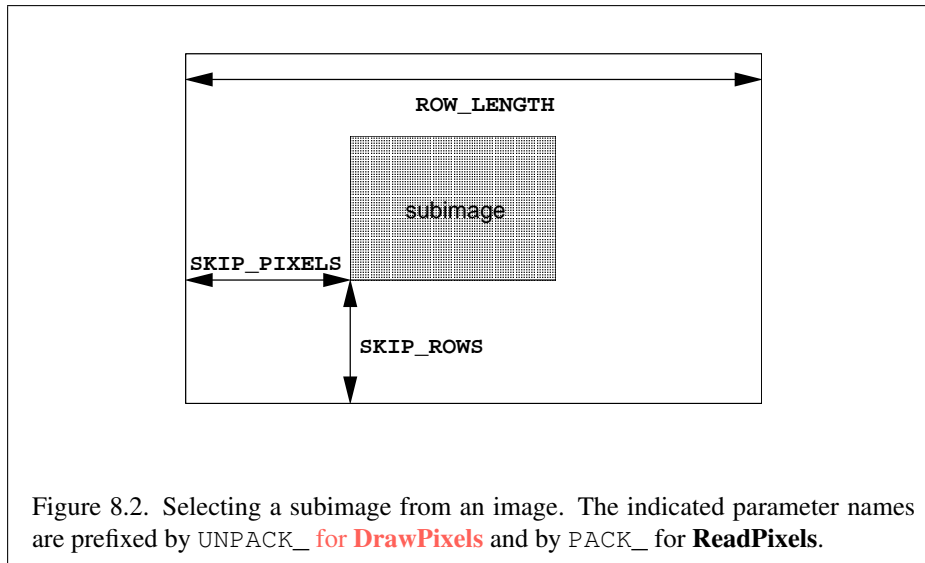 ROW_LENGTH
subimage
SKIP_PIXELS
SKIP_ROWS
Figure 8.2. Selecting a subimage from an image. The indicated parameter names
are prefixed by UNPACK_ for DrawPixels and by PACK_ for ReadPixels.